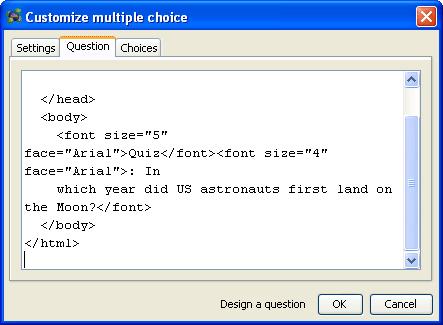 Customize multiple choice
Settings Question Choices
</head>
<body>
<font size="5"
face="Arial">Quiz</font><font size="4"
face="Arial">: In
which year did US astronauts first land on
the Moon?</font>
</body>
</html>
Design a question OK Cancel